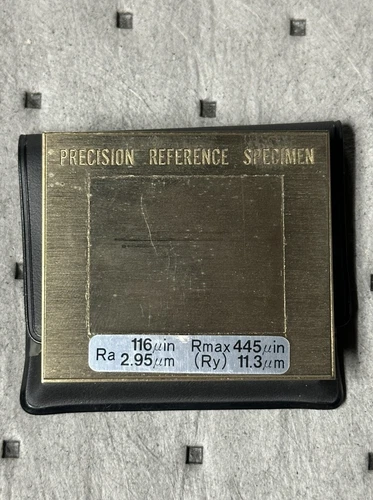 PRECISION REFERENCE SPECIMEN
Ra 116μin Rmax 445μin
2.95μm (Ry) 11.3μm